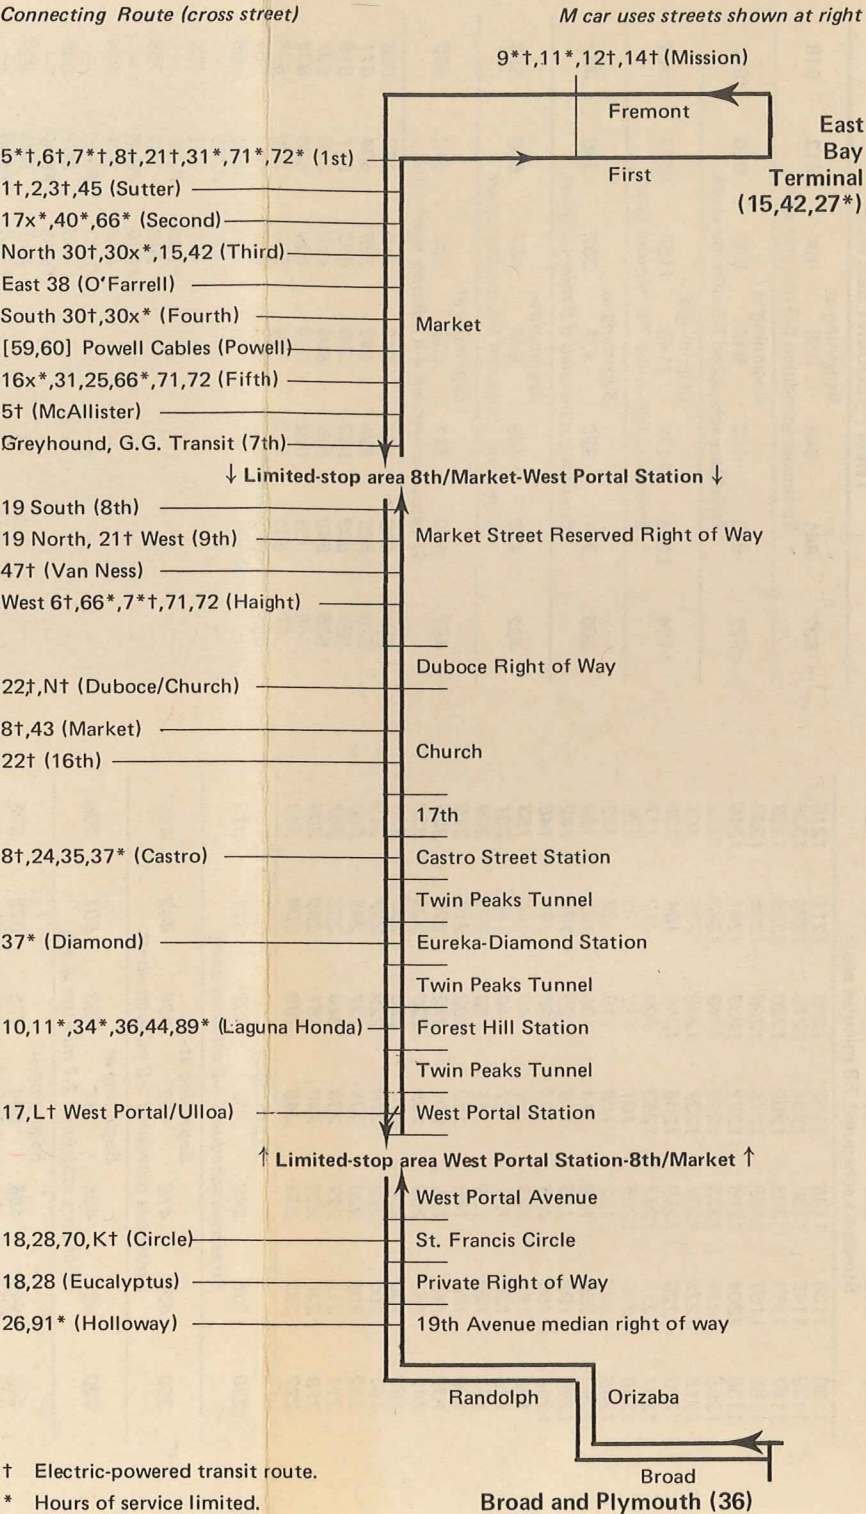 Connecting Route (cross street)
M car uses streets shown at right
9*†,11*,12†,14† (Mission)
Fremont
East
Bay
Terminal
(15,42,27*)
5*†,6†,7*†,8†,21†,31*,71*,72* (1st)
First
1†,2,3†,45 (Sutter)
17x*,40*,66* (Second)
North 30†,30x*,15,42 (Third)
East 38 (O'Farrell)
South 30†,30x* (Fourth)
Market
[59,60] Powell Cables (Powell)
16x*,31,25,66*,71,72 (Fifth)
5† (McAllister)
Greyhound, G.G. Transit (7th)
↓ Limited-stop area 8th/Market-West Portal Station ↓
19 South (8th)
19 North, 21† West (9th)
Market Street Reserved Right of Way
47† (Van Ness)
West 6†,66*,7*†,71,72 (Haight)
Duboce Right of Way
22†,N† (Duboce/Church)
8†,43 (Market)
Church
22† (16th)
17th
8†,24,35,37* (Castro)
Castro Street Station
Twin Peaks Tunnel
37* (Diamond)
Eureka-Diamond Station
Twin Peaks Tunnel
10,11*,34*,36,44,89* (Laguna Honda)
Forest Hill Station
Twin Peaks Tunnel
17,L† West Portal/Ulloa)
West Portal Station
↑ Limited-stop area West Portal Station-8th/Market ↑
West Portal Avenue
18,28,70,K† (Circle)
St. Francis Circle
18,28 (Eucalyptus)
Private Right of Way
26,91* (Holloway)
19th Avenue median right of way
Randolph
Orizaba
† Electric-powered transit route.
Broad
* Hours of service limited.
Broad and Plymouth (36)